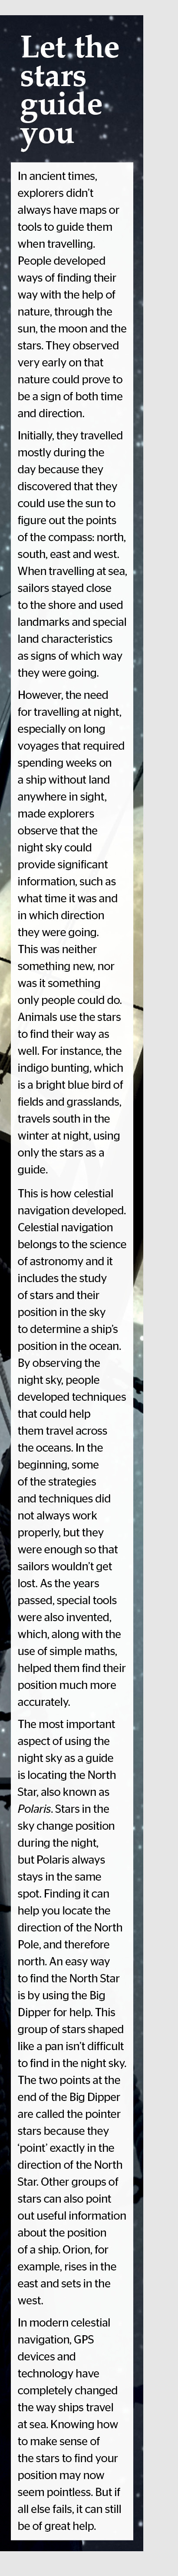 Let the
stars
guide
you
In ancient times,
explorers didn't
always have maps or
tools to guide them
when travelling.
People developed
ways of finding their
way with the help of
nature, through the
sun, the moon and the
stars. They observed
very early on that
nature could prove to
be a sign of both time
and direction.
Initially, they travelled
mostly during the
day because they
discovered that they
could use the sun to
figure out the points
of the compass: north,
south, east and west.
When travelling at sea,
sailors stayed close
to the shore and used
landmarks and special
land characteristics
as signs of which way
they were going.
However, the need
for travelling at night,
especially on long
voyages that required
spending weeks on
a ship without land
anywhere in sight,
made explorers
observe that the
night sky could
provide significant
information, such as
what time it was and
in which direction
they were going.
This was neither
something new, nor
was it something
only people could do.
Animals use the stars
to find their way as
well. For instance, the
indigo bunting, which
is a bright blue bird of
fields and grasslands,
travels south in the
winter at night, using
only the stars as a
guide.
This is how celestial
navigation developed.
Celestial navigation
belongs to the science
of astronomy and it
includes the study
of stars and their
position in the sky
to determine a ship's
position in the ocean.
By observing the
night sky, people
developed techniques
that could help
them travel across
the oceans. In the
beginning, some
of the strategies
and techniques did
not always work
properly, but they
were enough so that
sailors wouldn't get
lost. As the years
passed, special tools
were also invented,
which, along with the
use of simple maths,
helped them find their
position much more
accurately.
The most important
aspect of using the
night sky as a guide
is locating the North
Star, also known as
Polaris. Stars in the
sky change position
during the night,
but Polaris always
stays in the same
spot. Finding it can
help you locate the
direction of the North
Pole, and therefore
north. An easy way
to find the North Star
is by using the Big
Dipper for help. This
group of stars shaped
like a pan isn't difficult
to find in the night sky.
The two points at the
end of the Big Dipper
are called the pointer
stars because they
'point' exactly in the
direction of the North
Star. Other groups of
stars can also point
out useful information
about the position
of a ship. Orion, for
example, rises in the
east and sets in the
west.
In modern celestial
navigation, GPS
devices and
technology have
completely changed
the way ships travel
at sea. Knowing how
to make sense of
the stars to find your
position may now
seem pointless. But if
all else fails, it can still
be of great help.